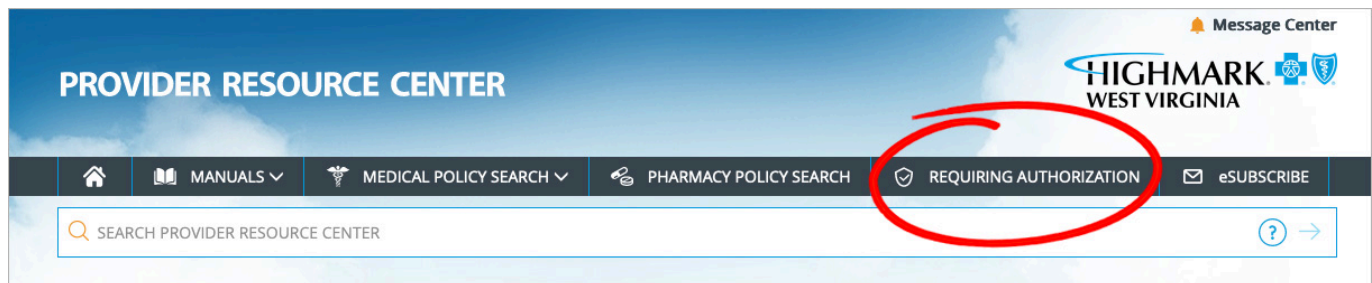 Message Center
PROVIDER RESOURCE CENTER
HIGHMARK.
WEST VIRGINIA
MANUALS
MEDICAL POLICY SEARCH
PHARMACY POLICY SEARCH
REQUIRING AUTHORIZATION
eSUBSCRIBE
SEARCH PROVIDER RESOURCE CENTER
?